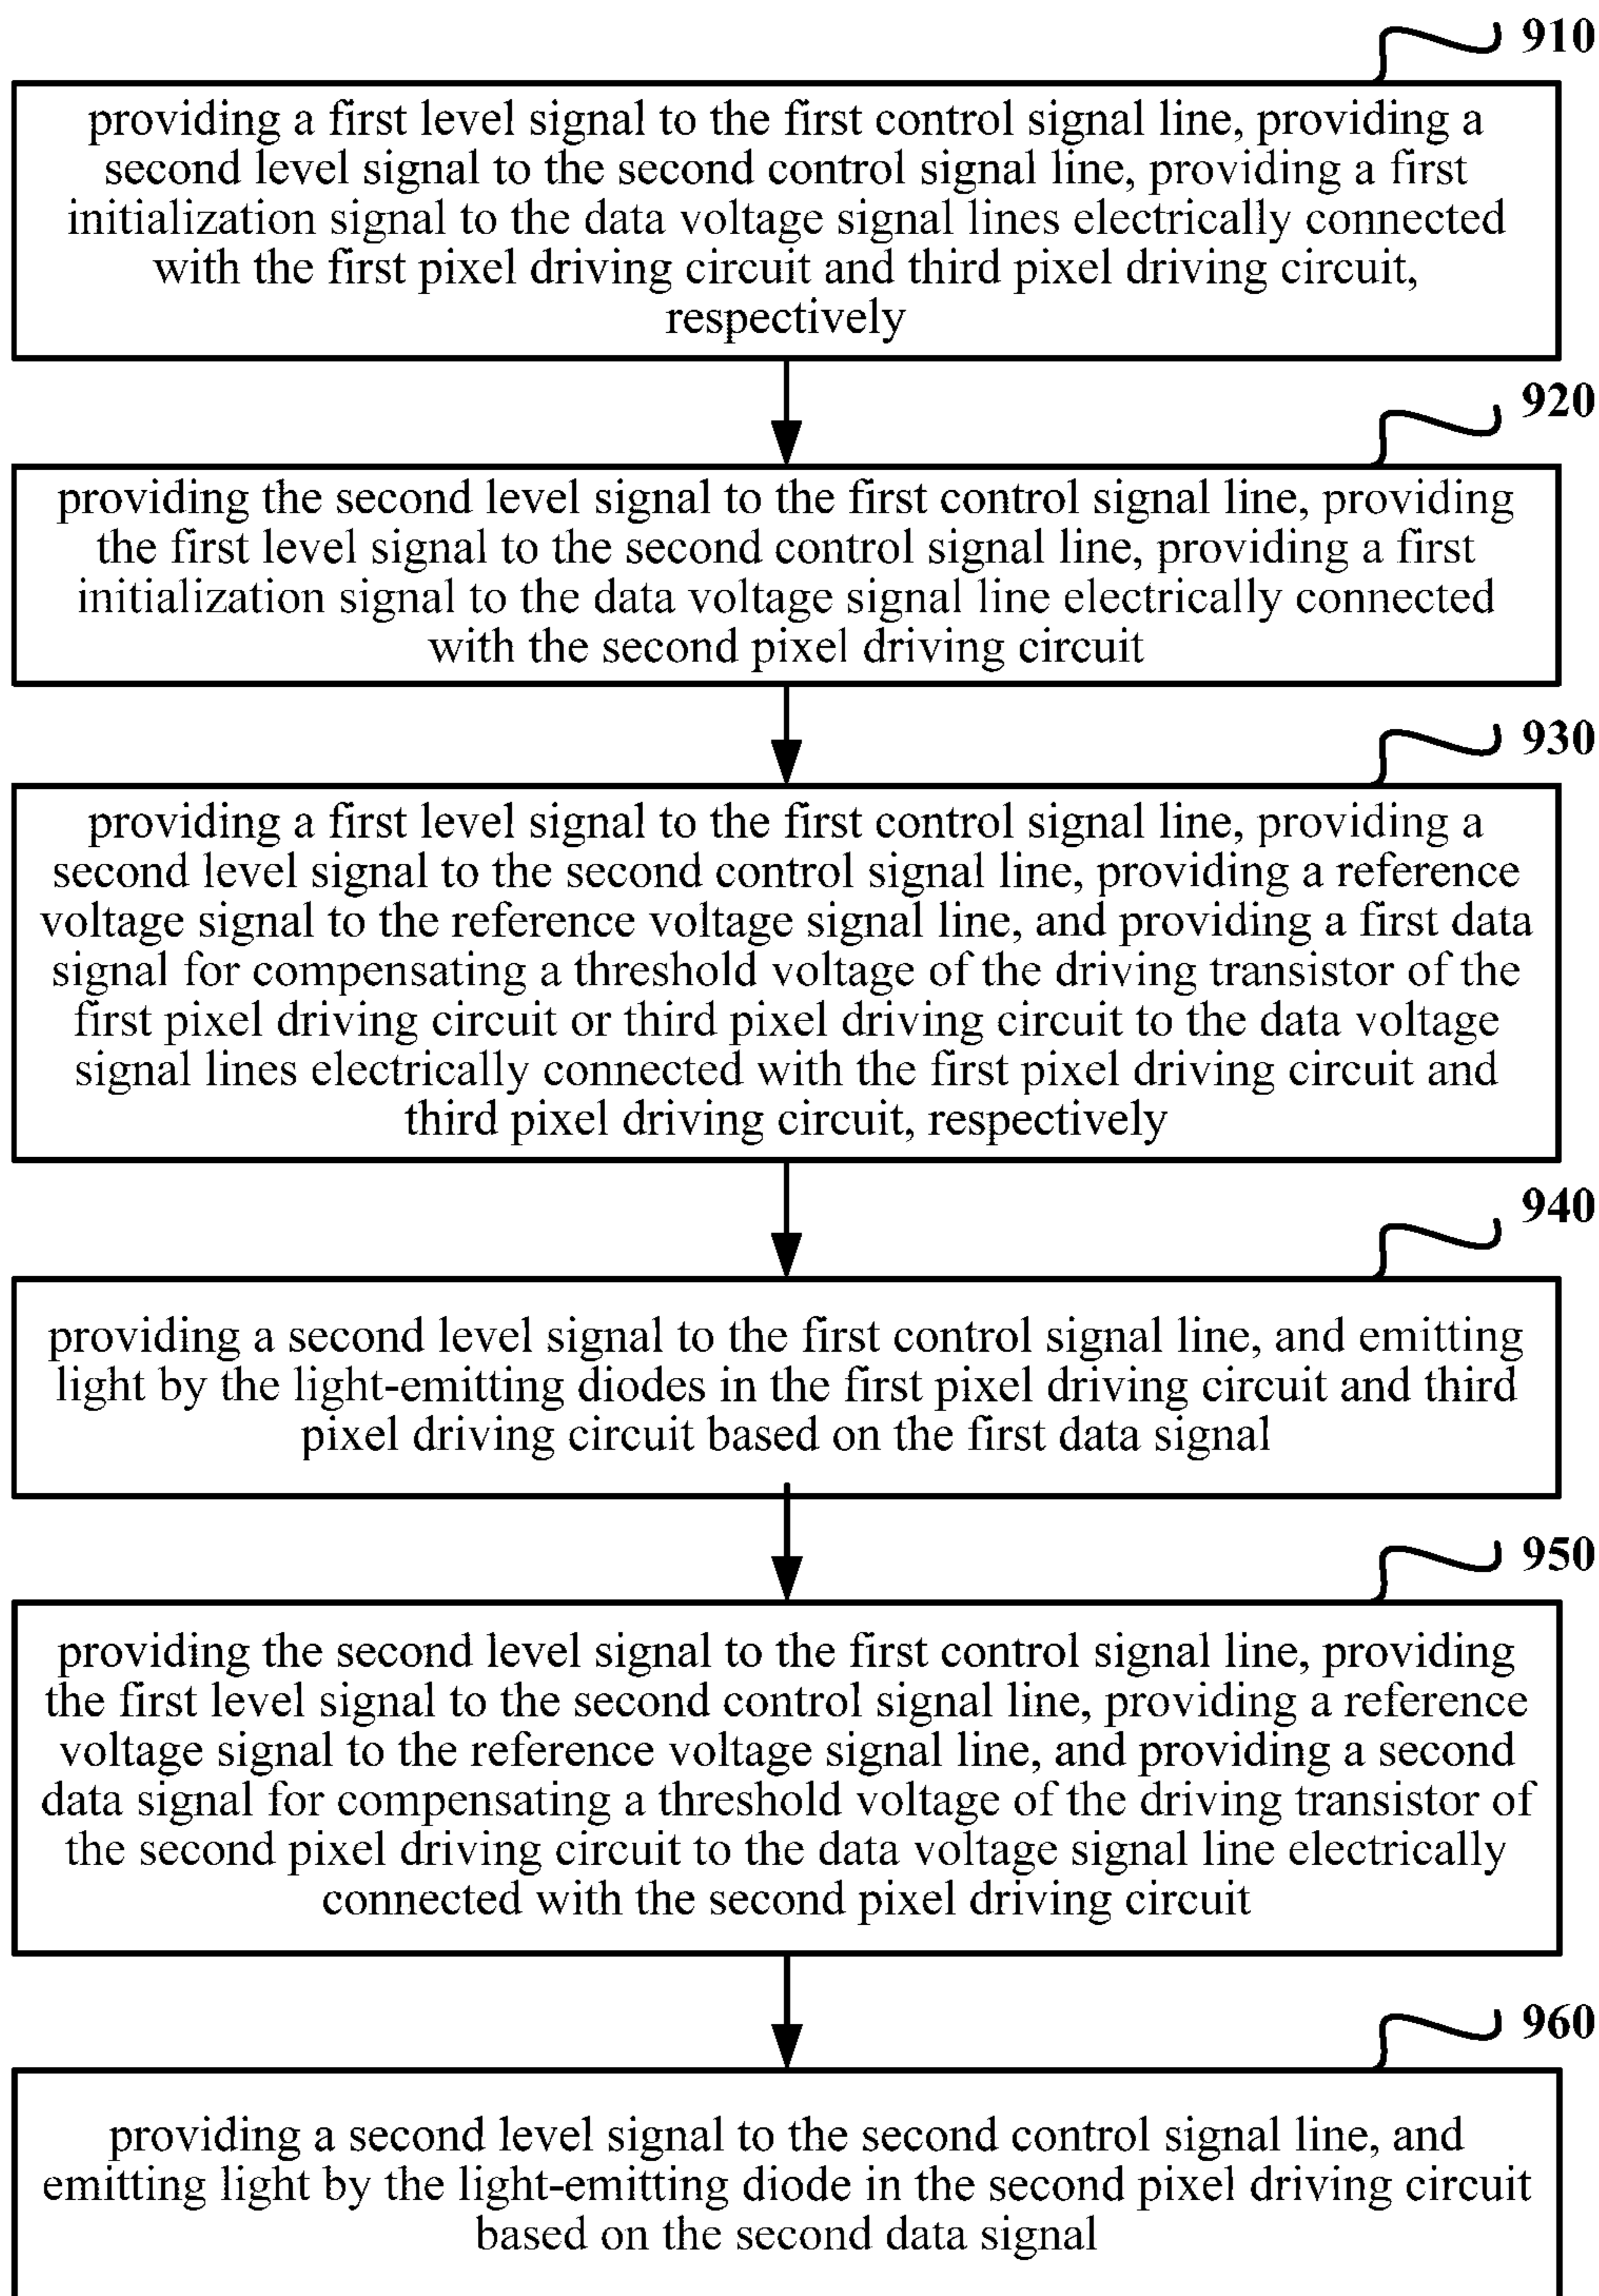 910
providing a first level signal to the first control signal line, providing a
second level signal to the second control signal line, providing a first
initialization signal to the data voltage signal lines electrically connected
with the first pixel driving circuit and third pixel driving circuit,
respectively
920
providing the second level signal to the first control signal line, providing
the first level signal to the second control signal line, providing a first
initialization signal to the data voltage signal line electrically connected
with the second pixel driving circuit
930
providing a first level signal to the first control signal line, providing a
second level signal to the second control signal line, providing a reference
voltage signal to the reference voltage signal line, and providing a first data
signal for compensating a threshold voltage of the driving transistor of the
first pixel driving circuit or third pixel driving circuit to the data voltage
signal lines electrically connected with the first pixel driving circuit and
third pixel driving circuit, respectively
940
providing a second level signal to the first control signal line, and emitting
light by the light-emitting diodes in the first pixel driving circuit and third
pixel driving circuit based on the first data signal
950
providing the second level signal to the first control signal line, providing
the first level signal to the second control signal line, providing a reference
voltage signal to the reference voltage signal line, and providing a second
data signal for compensating a threshold voltage of the driving transistor of
the second pixel driving circuit to the data voltage signal line electrically
connected with the second pixel driving circuit
960
providing a second level signal to the second control signal line, and
emitting light by the light-emitting diode in the second pixel driving circuit
based on the second data signal